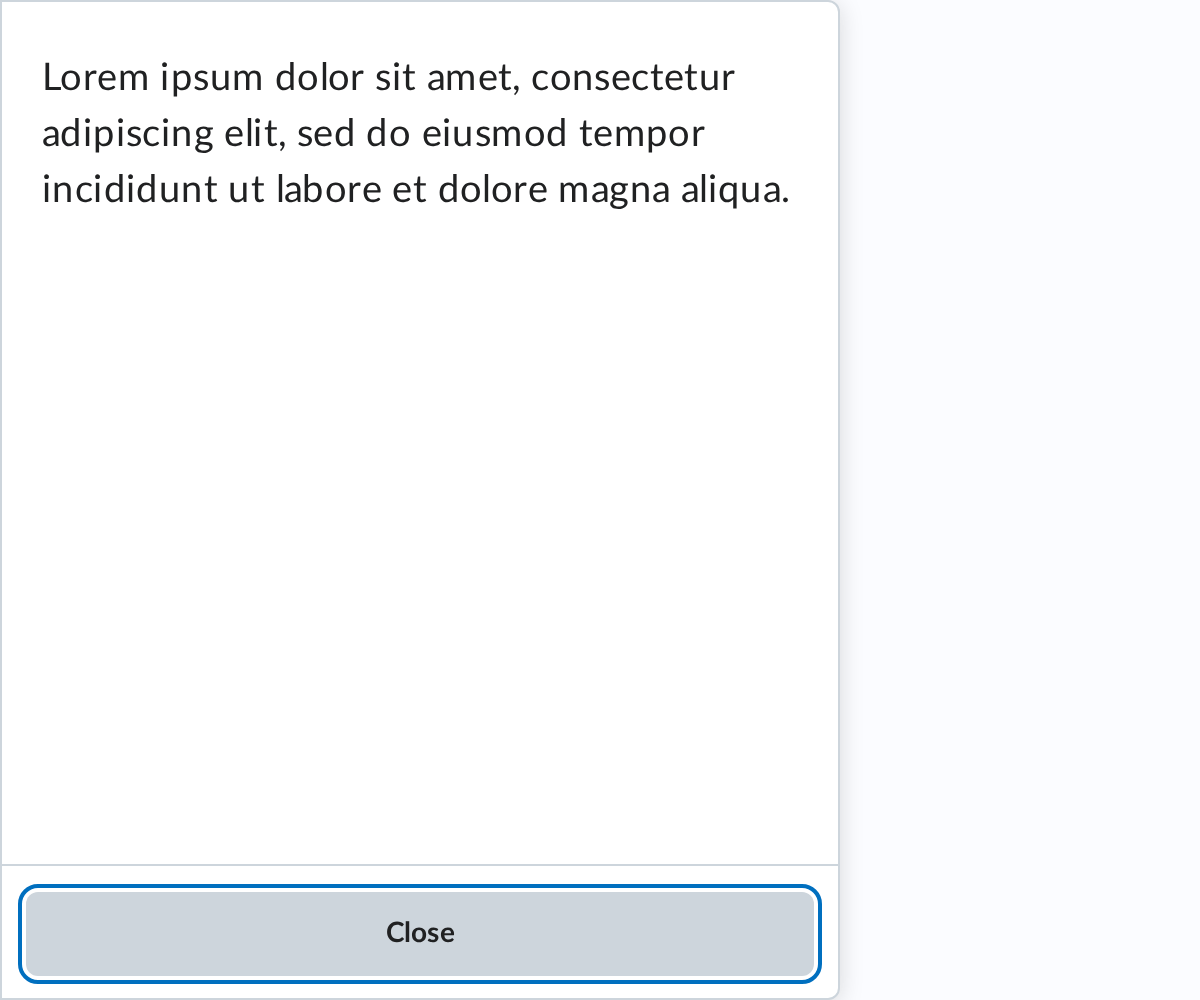 Lorem ipsum dolor sit amet, consectetur
adipiscing elit, sed do eiusmod tempor
incididunt ut labore et dolore magna aliqua.
Close